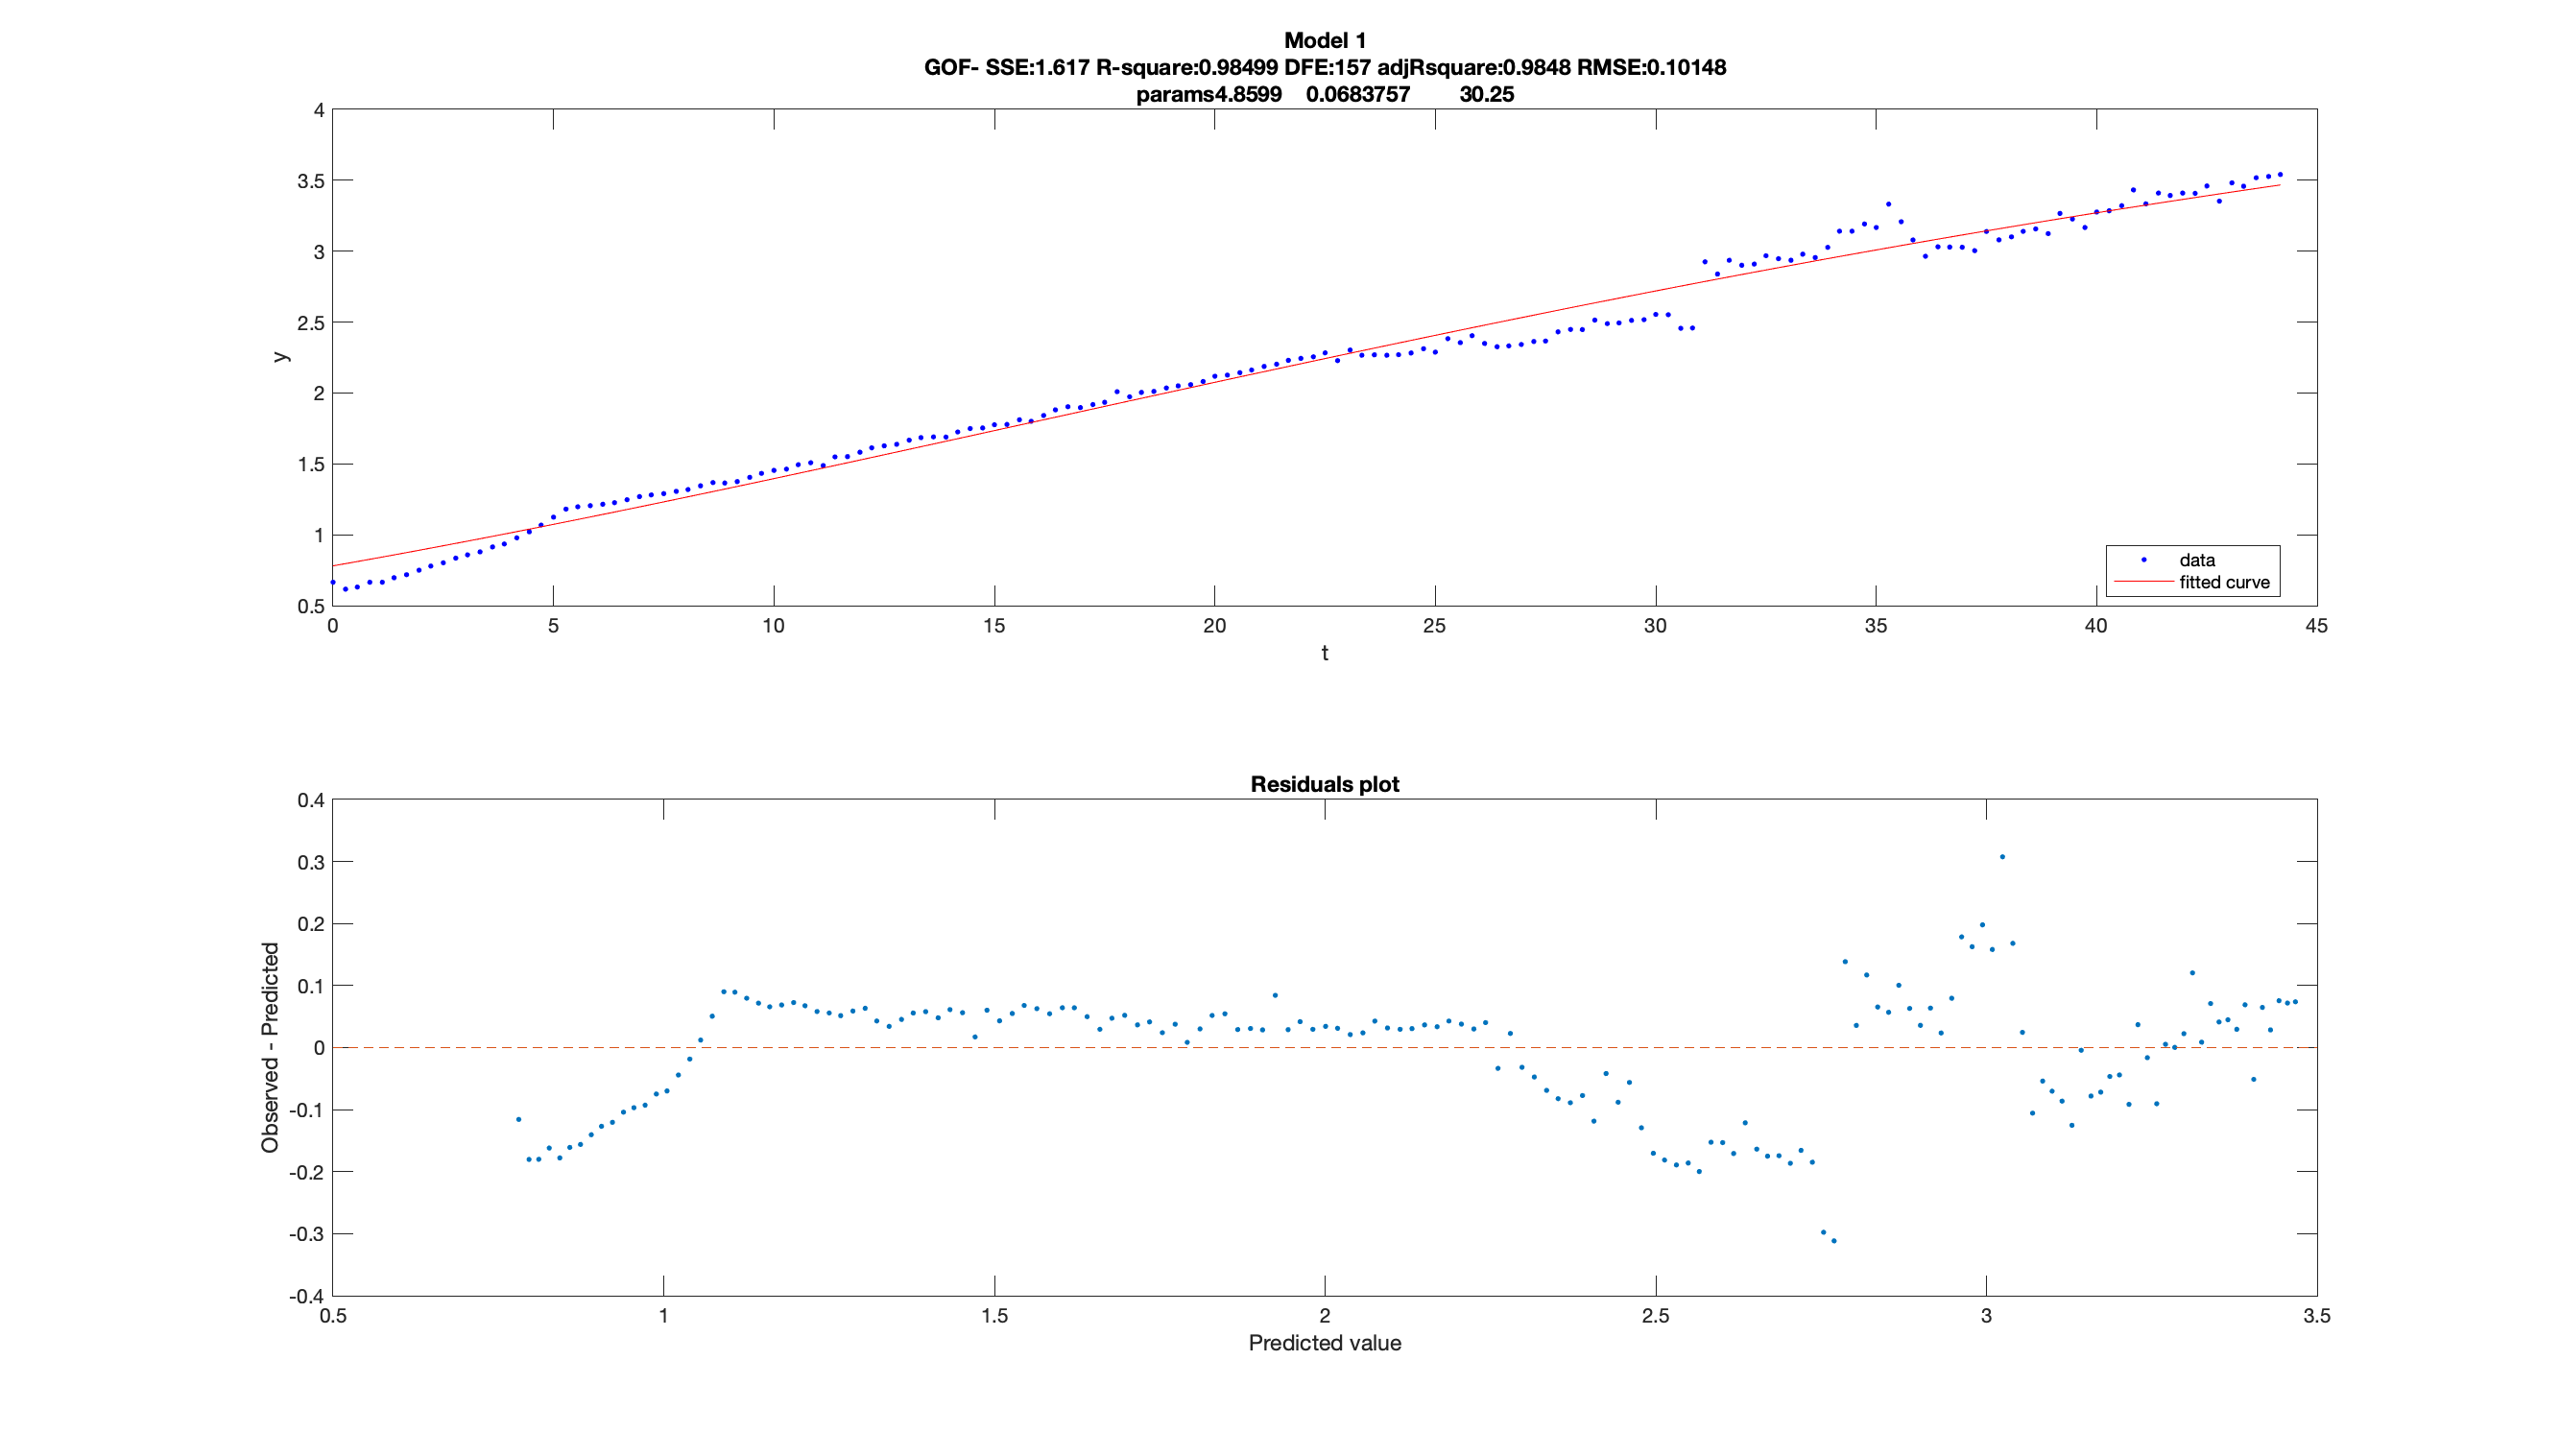 Model 1
GOF- SSE:1.617 R-square:0.98499 DFE:157 adjRsquare:0.9848 RMSE:0.10148
params4.8599 0.0683757 30.25
4
3.5
3
2.5
2
1.5
1
0.5
y
0 5 10 15 20 25 30 35 40 45
t
data
fitted curve
Residuals plot
0.4
0.3
0.2
0.1
0
-0.1
-0.2
-0.3
-0.4
Observed - Predicted
0.5 1 1.5 2 2.5 3 3.5
Predicted value